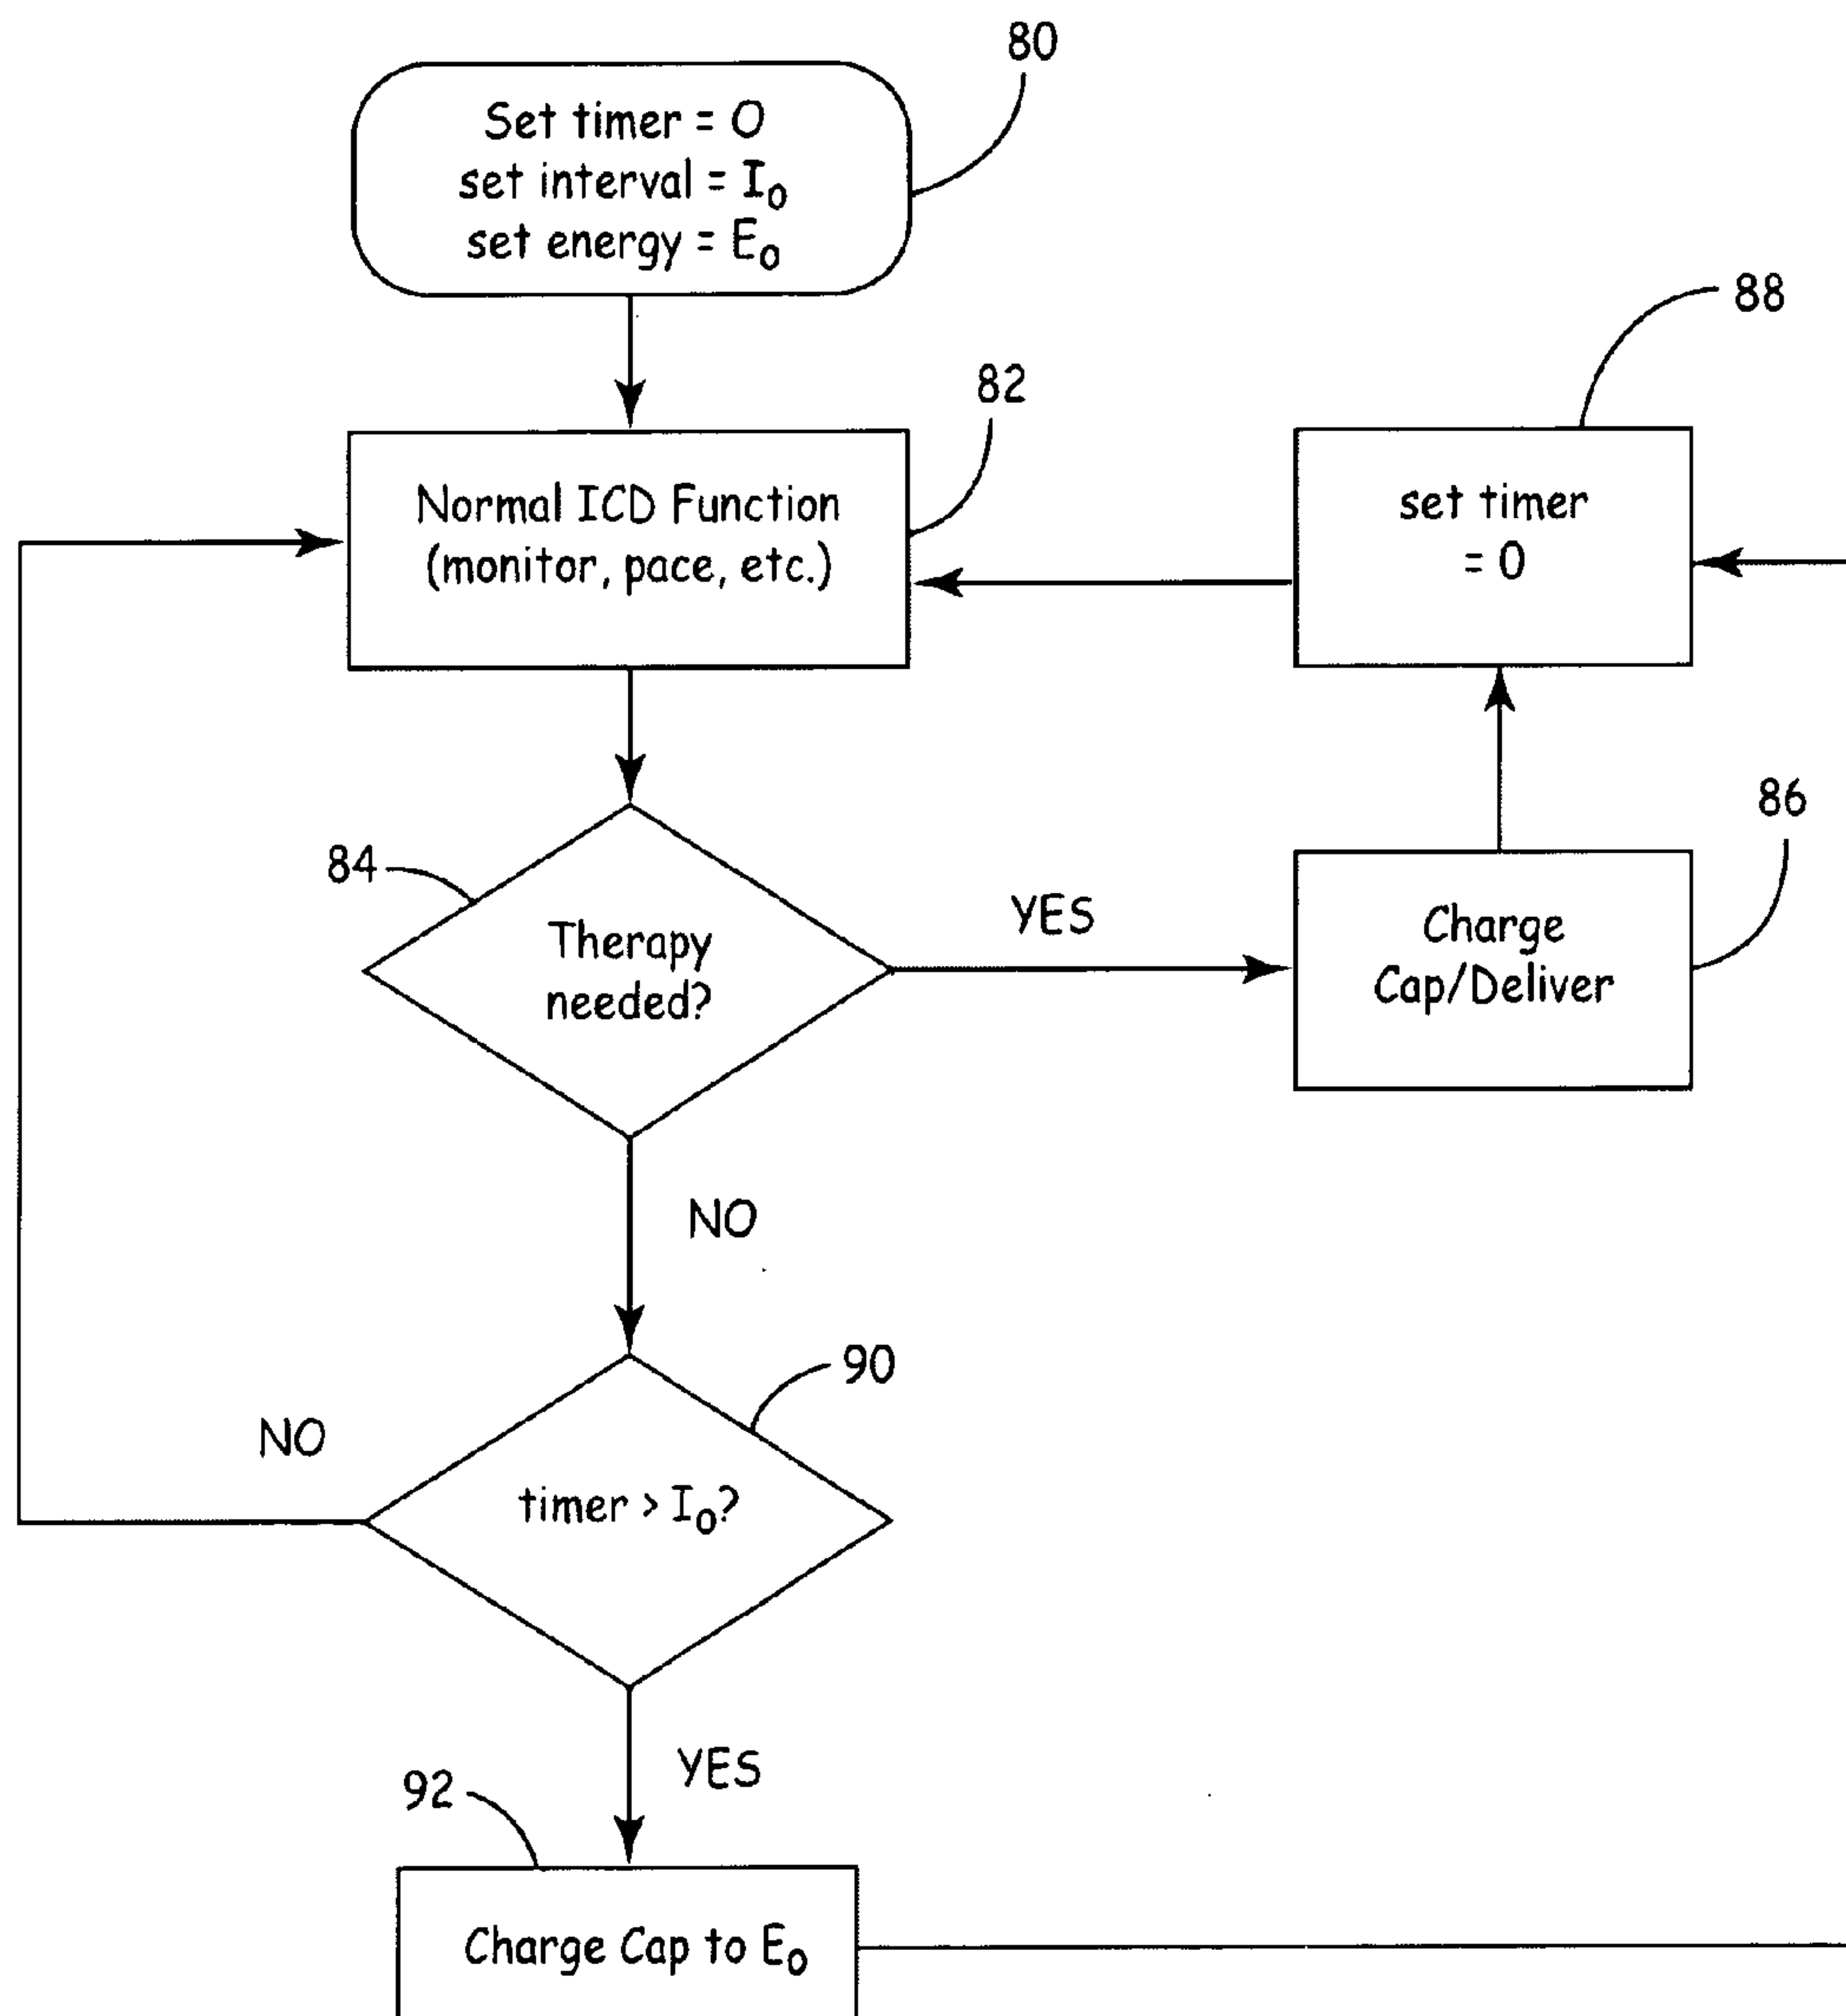 80
Set timer = 0
set interval = I₀
set energy = E₀
88
82
Normal ICD Function
(monitor, pace, etc.)
set timer
= 0
86
84
Therapy
needed?
YES
Charge
Cap/Deliver
NO
90
NO
timer > I₀?
YES
92
Charge Cap to E₀